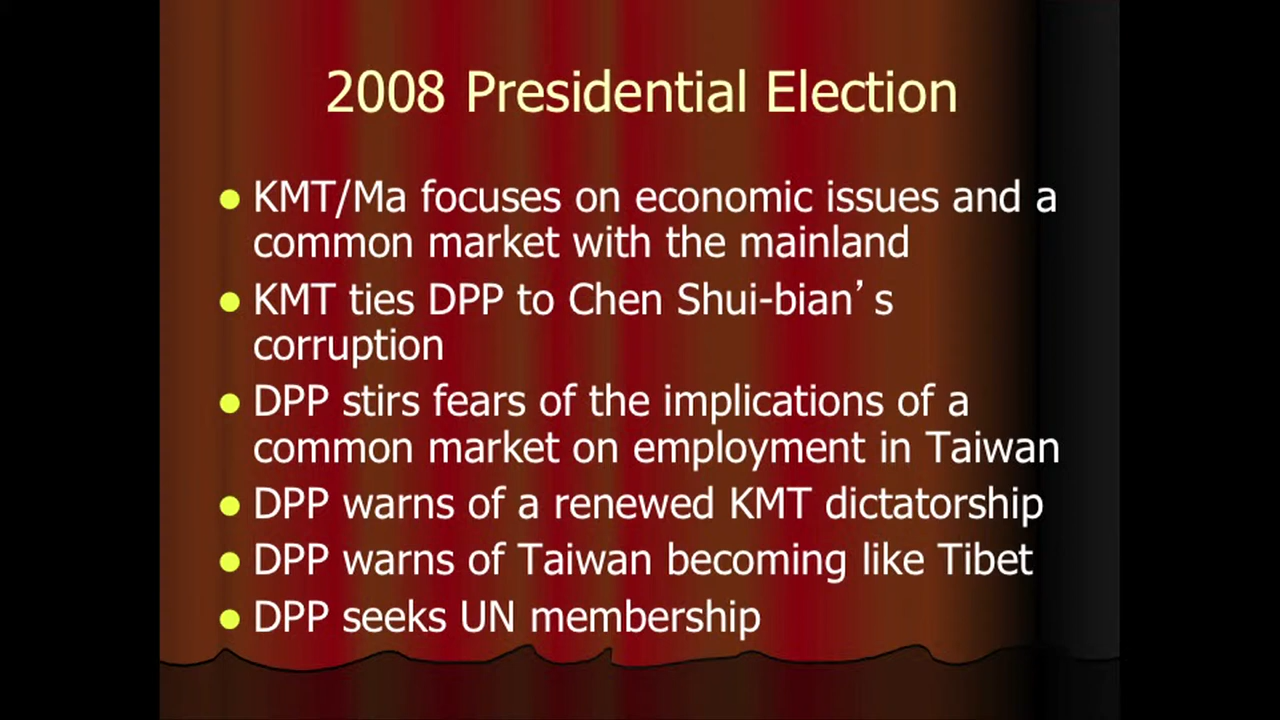 2008 Presidential Election
● KMT/Ma focuses on economic issues and a
common market with the mainland
● KMT ties DPP to Chen Shui-bian’s
corruption
● DPP stirs fears of the implications of a
common market on employment in Taiwan
● DPP warns of a renewed KMT dictatorship
● DPP warns of Taiwan becoming like Tibet
● DPP seeks UN membership